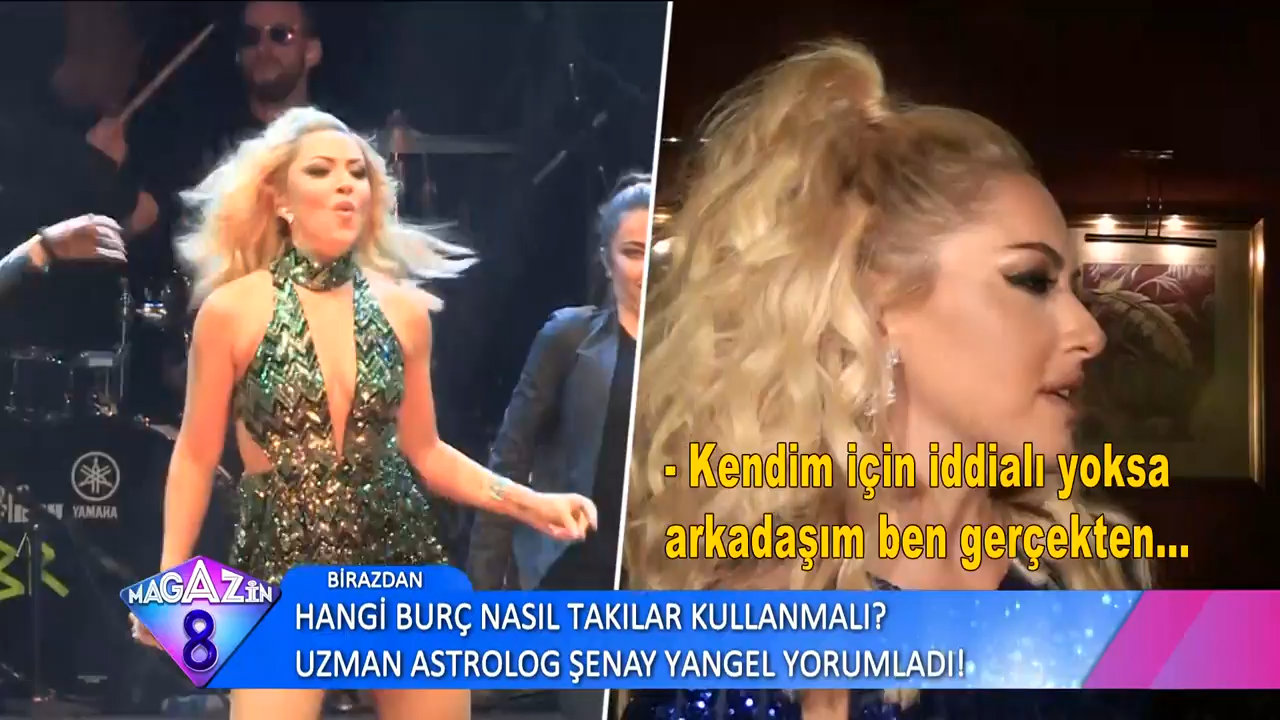 - Kendim için iddialı yoksa
arkadaşım ben gerçekten...
YAMAHA
BİRAZDAN
MAGAZİN
8
HANGİ BURÇ NASIL TAKILAR KULLANMALI?
UZMAN ASTROLOG ŞENAY YANGEL YORUMLADI!